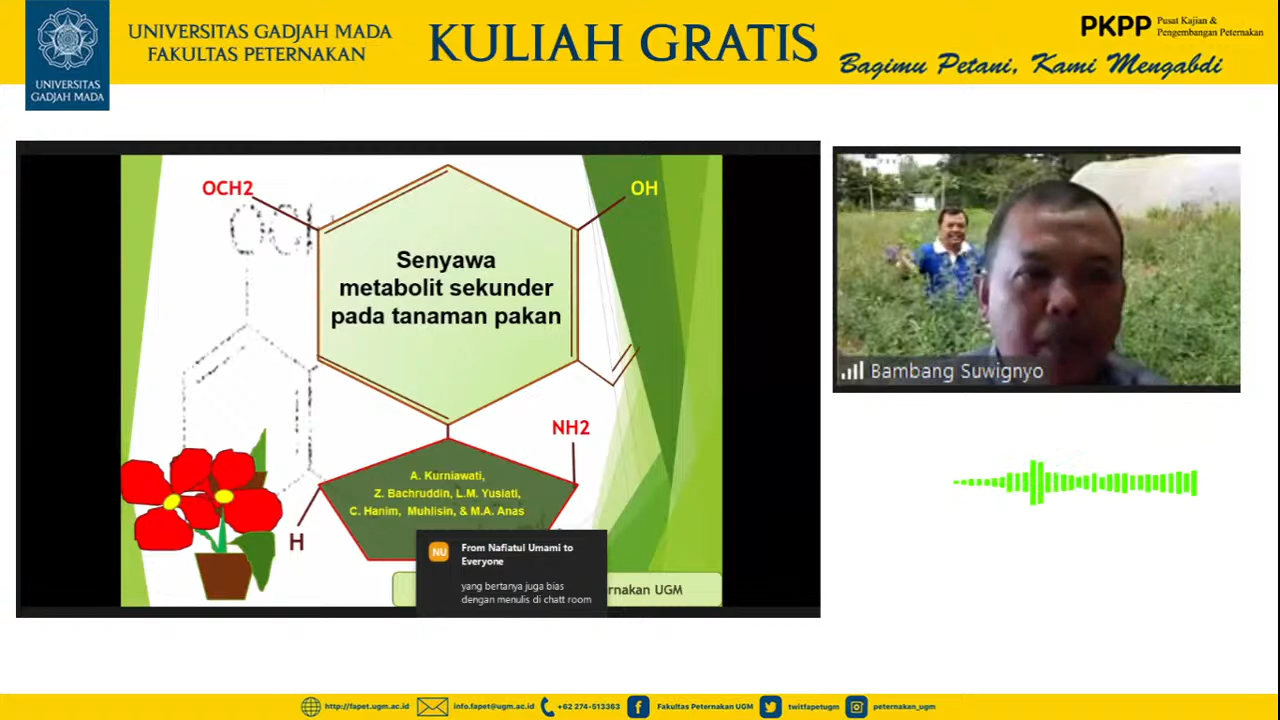 UNIVERSITAS
GADJAH MADA
UNIVERSITAS GADJAH MADA
FAKULTAS PETERNAKAN
KULIAH GRATIS
PKPP
Pusat Kajian &
Pengembangan Peternakan
Bagimu Petani, Kami Mengabdi
OCH2
OH
Senyawa
metabolit sekunder
pada tanaman pakan
NH2
A. Kurniawati,
Z. Bachruddin, L.M. Yusiati,
C. Hanim, Muhlisin, & M.A. Anas
H
NU
From Nafiatul Umami to
Everyone
yang bertanya juga bias
dengan menulis di chatt room
rnakan UGM
Bambang Suwignyo
http://fapet.ugm.ac.id
info.fapet@ugm.ac.id
+62 274-513363
Fakultas Peternakan UGM
twitfapetugm
peternakan_ugm